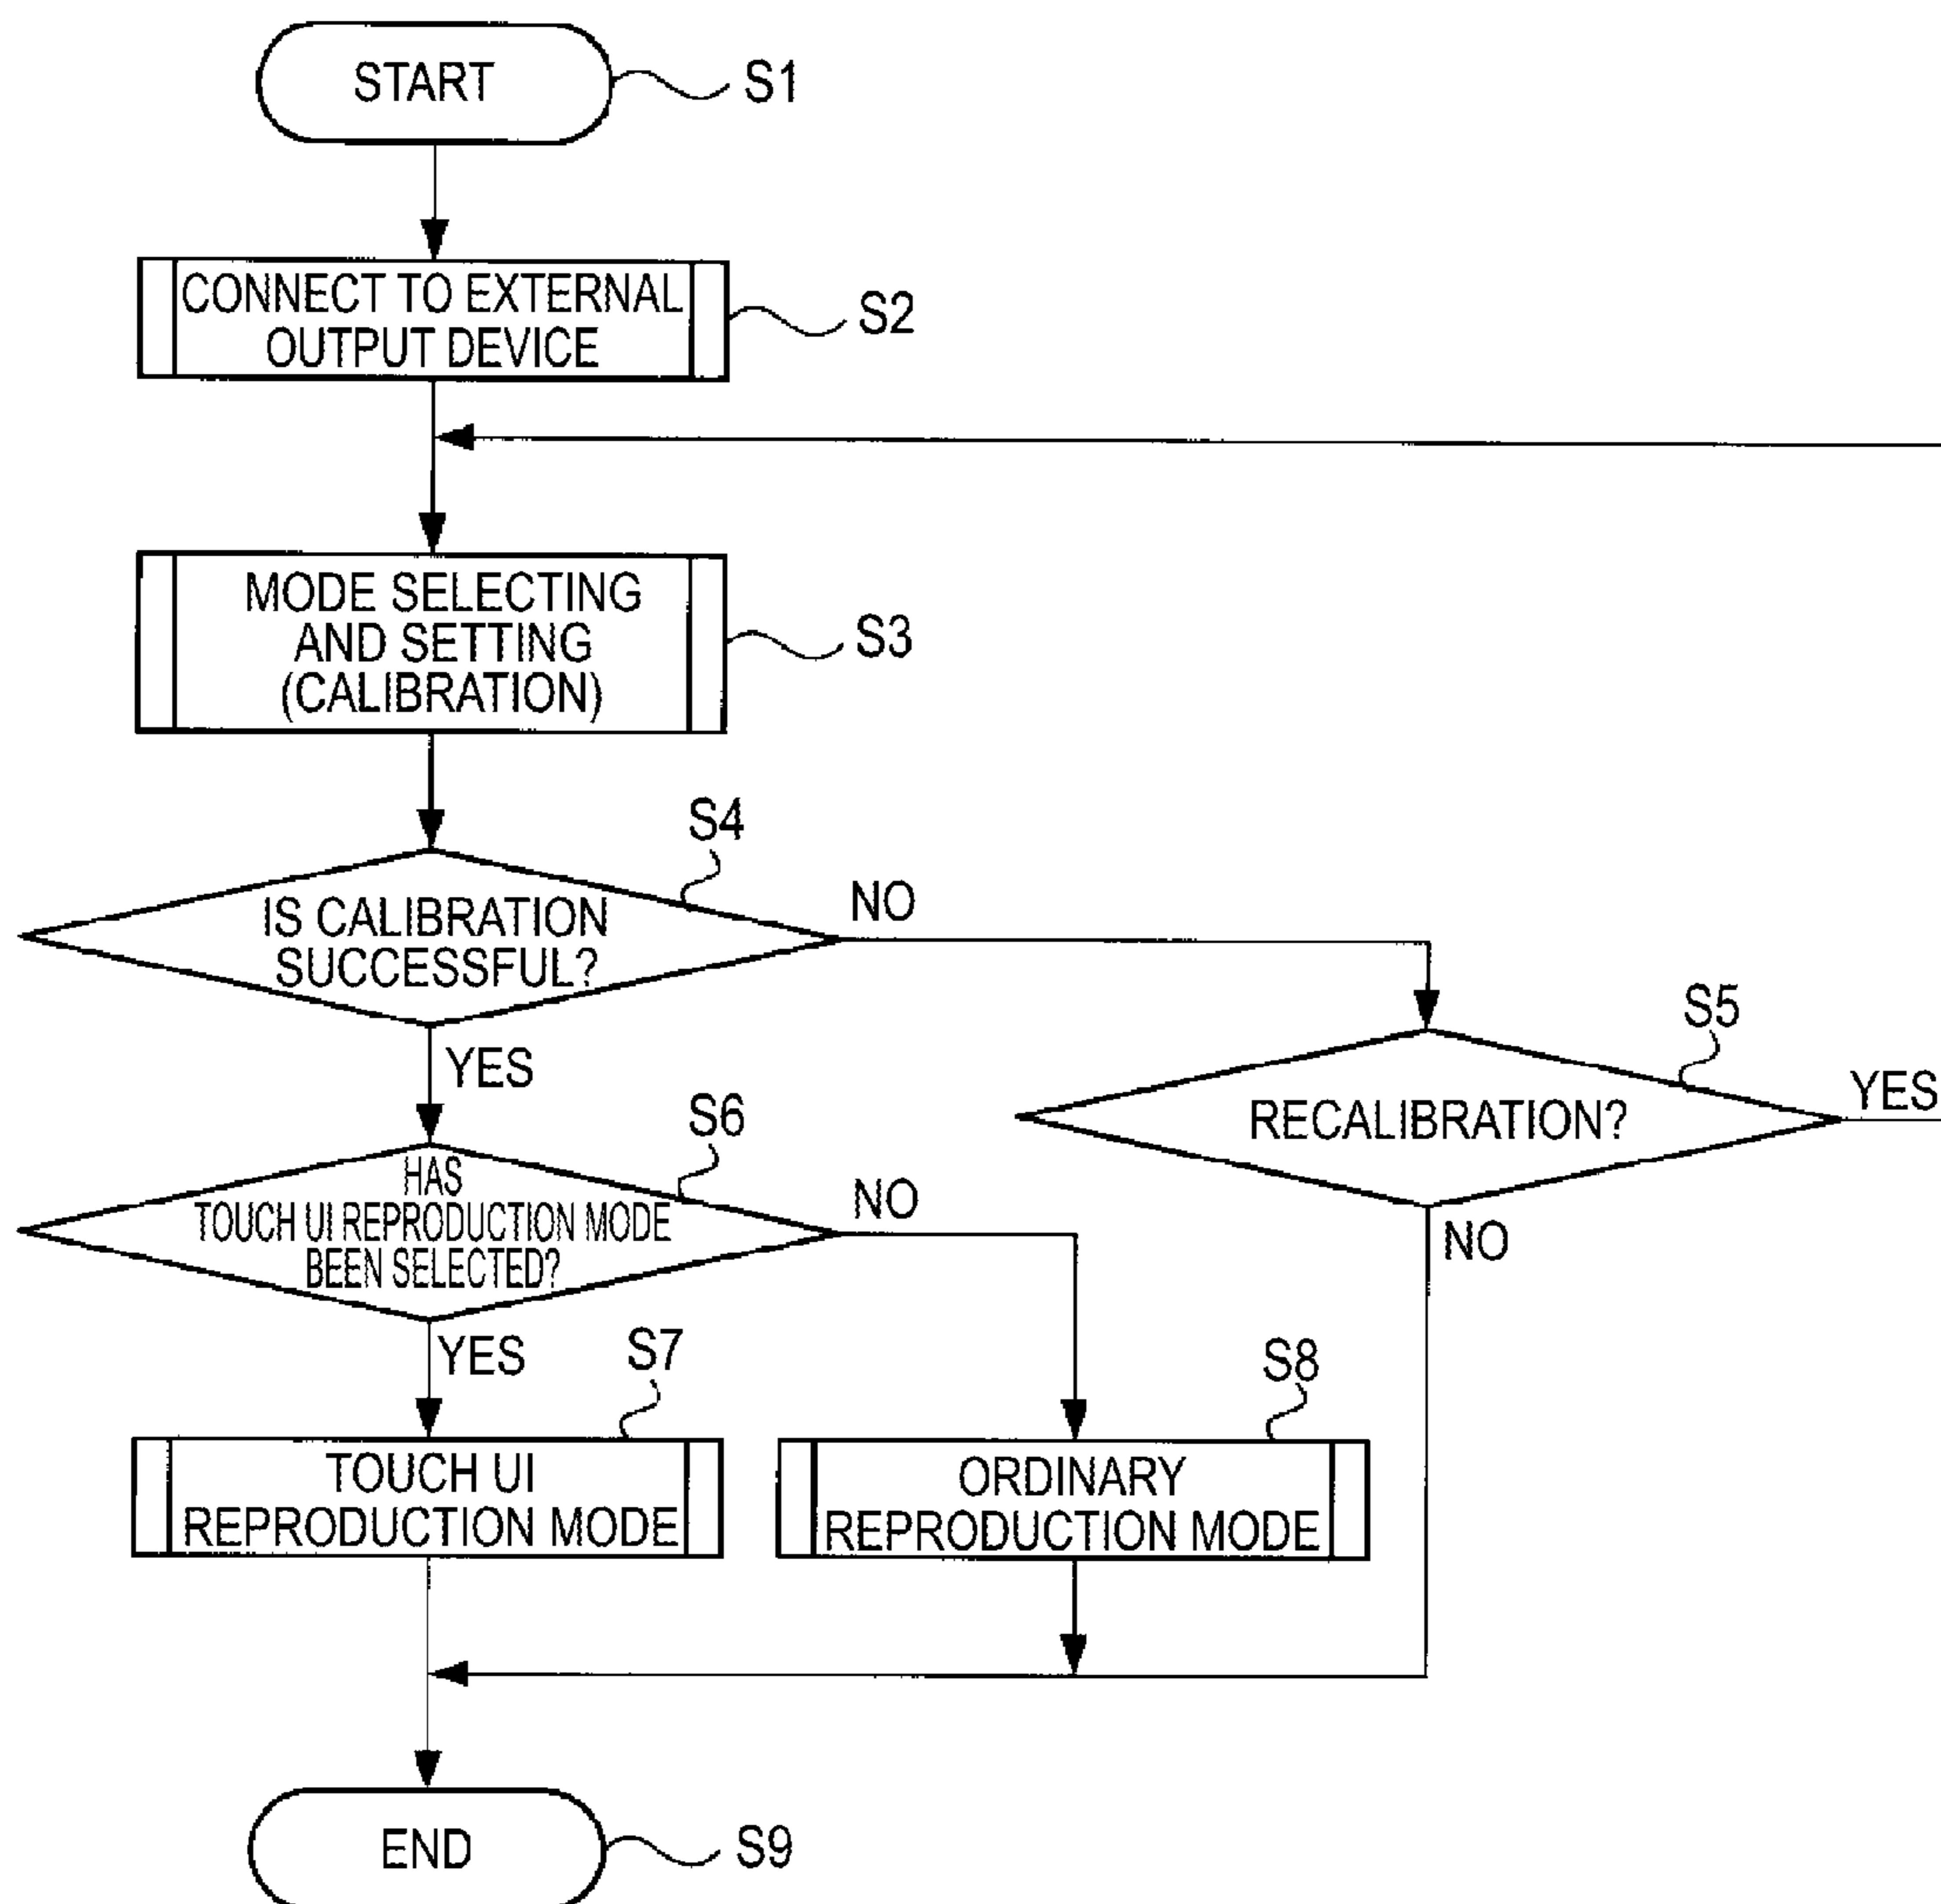 START
S1
CONNECT TO EXTERNAL
OUTPUT DEVICE
S2
MODE SELECTING
AND SETTING
(CALIBRATION)
S3
S4
IS CALIBRATION
SUCCESSFUL?
NO
YES
S5
RECALIBRATION?
YES
NO
S6
HAS
TOUCH UI REPRODUCTION MODE
BEEN SELECTED?
NO
YES
S7
TOUCH UI
REPRODUCTION MODE
S8
ORDINARY
REPRODUCTION MODE
END
S9